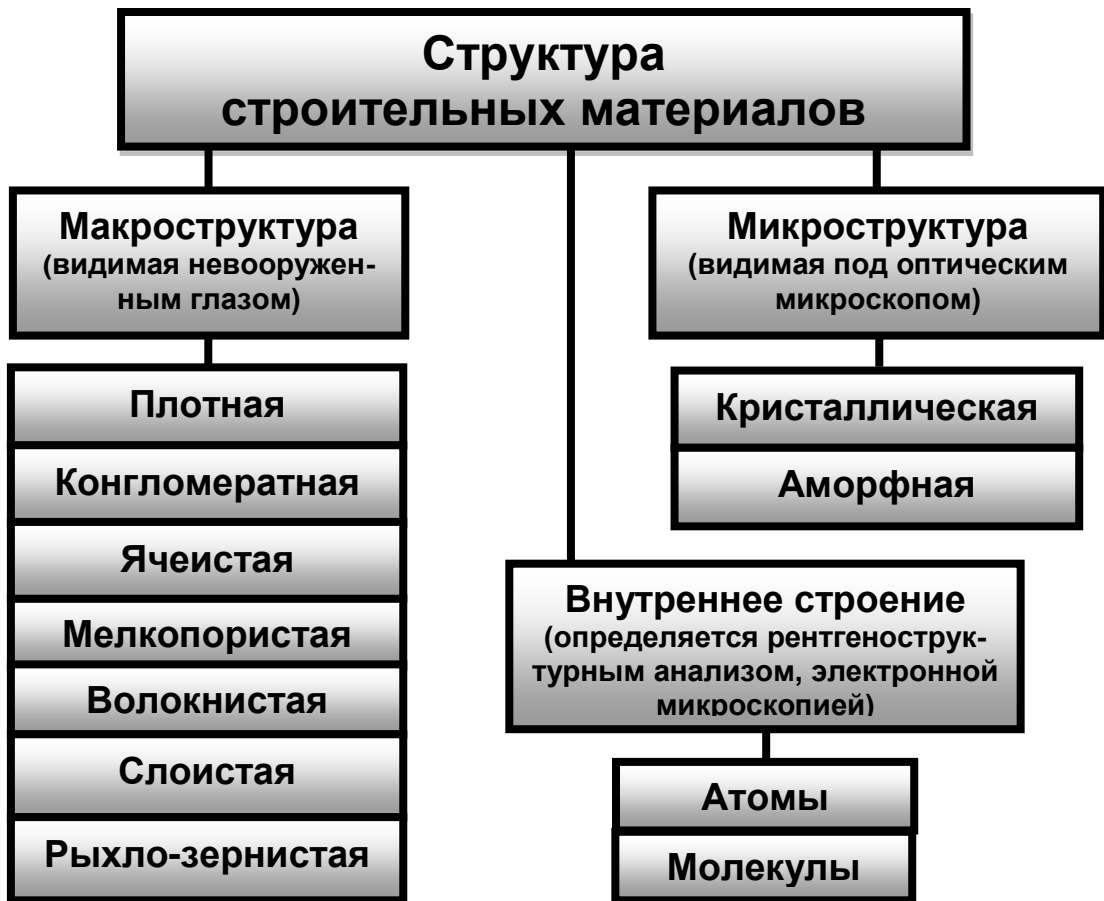 Структура
строительных материалов
Макроструктура
(видимая невооружен-
ным глазом)
Плотная
Конгломератная
Ячеистая
Мелкопористая
Волокнистая
Слоистая
Рыхло-зернистая
Микроструктура
(видимая под оптическим
микроскопом)
Кристаллическая
Аморфная
Внутреннее строение
(определяется рентгенострук-
турным анализом, электронной
микроскопией)
Атомы
Молекулы